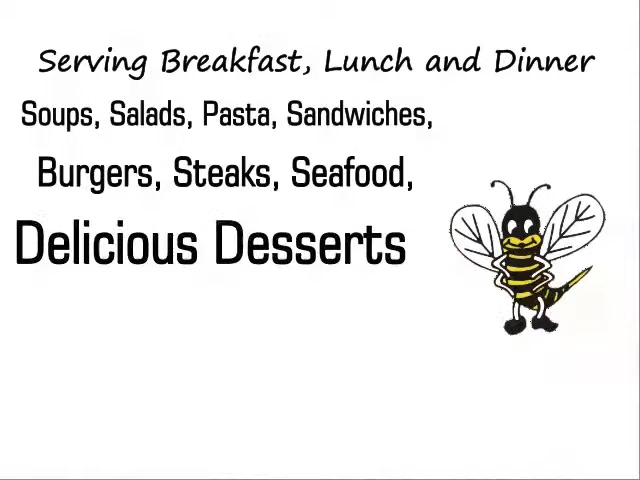 Serving Breakfast, Lunch and Dinner
Soups, Salads, Pasta, Sandwiches,
Burgers, Steaks, Seafood,
Delicious Desserts